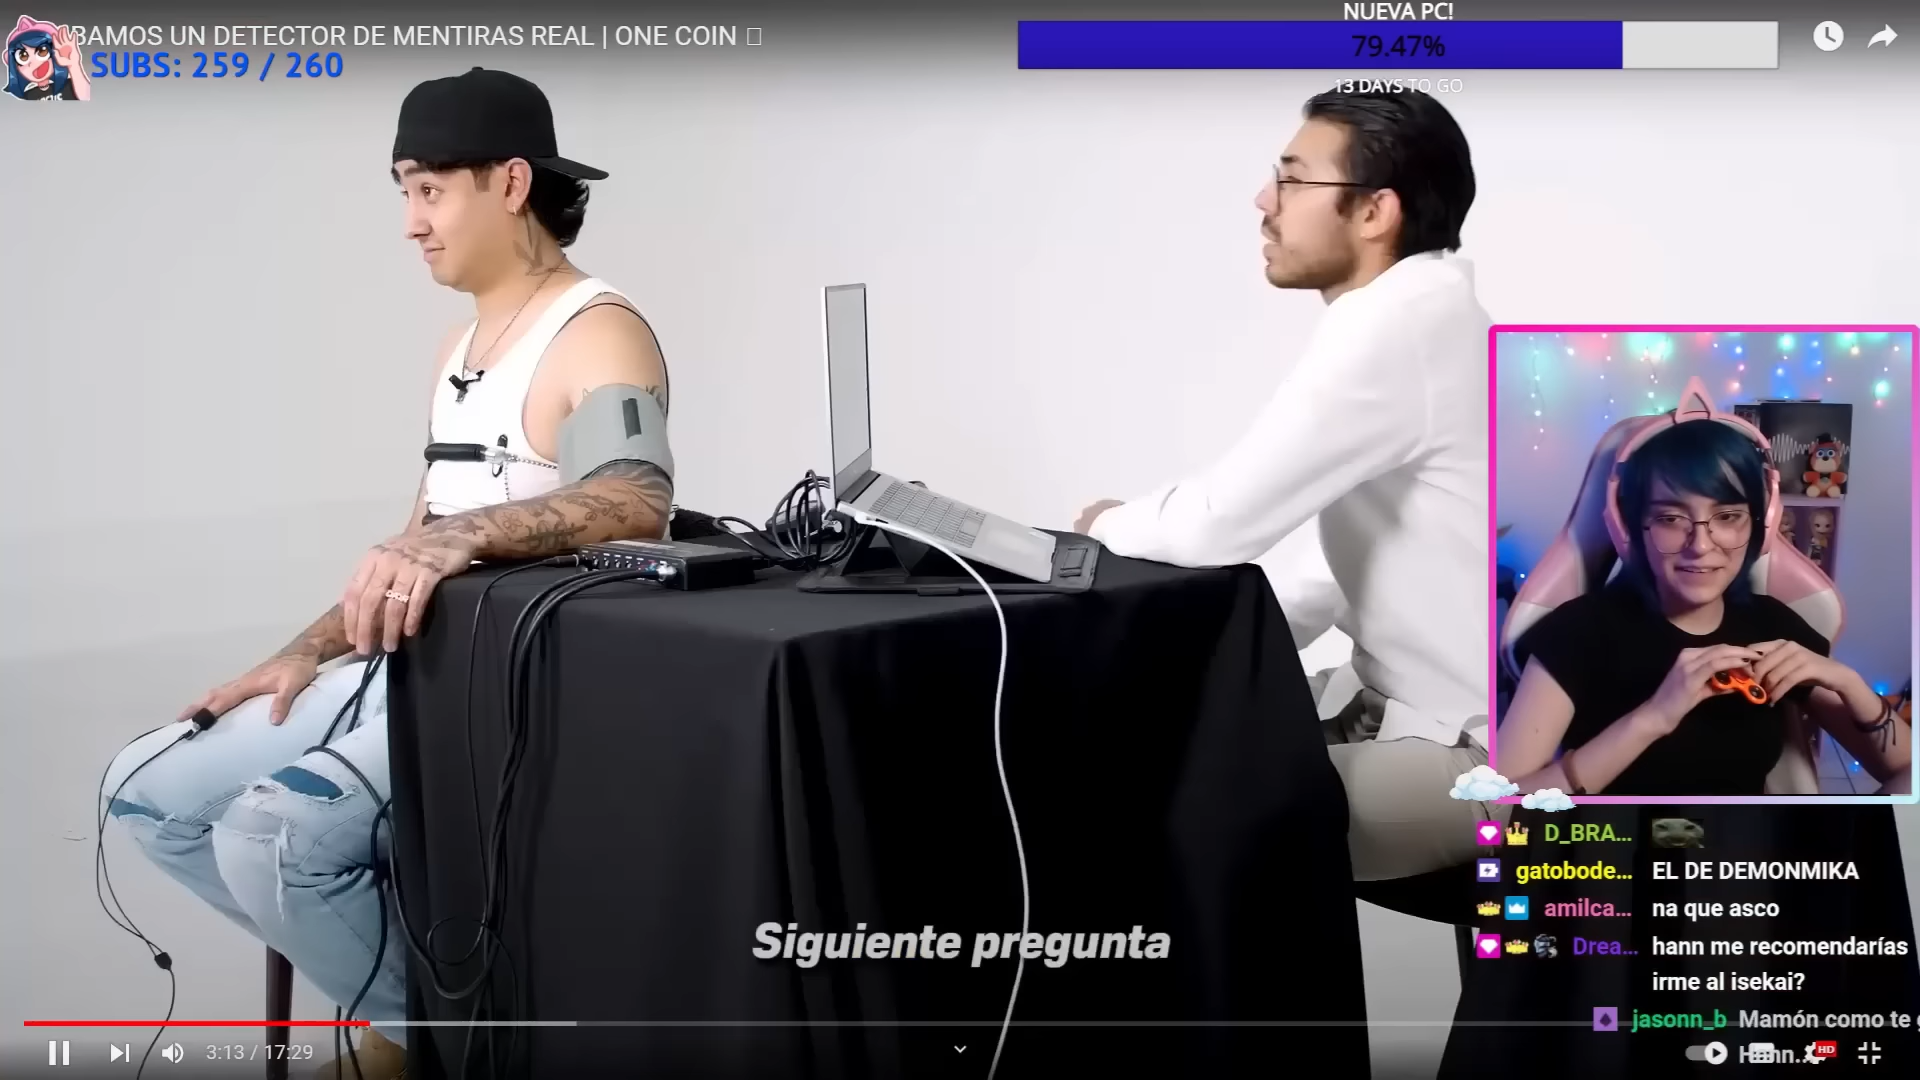 BAMOS UN DETECTOR DE MENTIRAS REAL | ONE COIN
SUBS: 259 / 260
NUEVA PC!
79.47%
13 DAYS TO GO
Siguiente pregunta
D_BRA...
gatobode... EL DE DEMONMIKA
amilca... na que asco
Drea... hann me recomendarías
irme al isekai?
jasonn_b Mamón como te
Hann..
3:13 / 17:29
HD